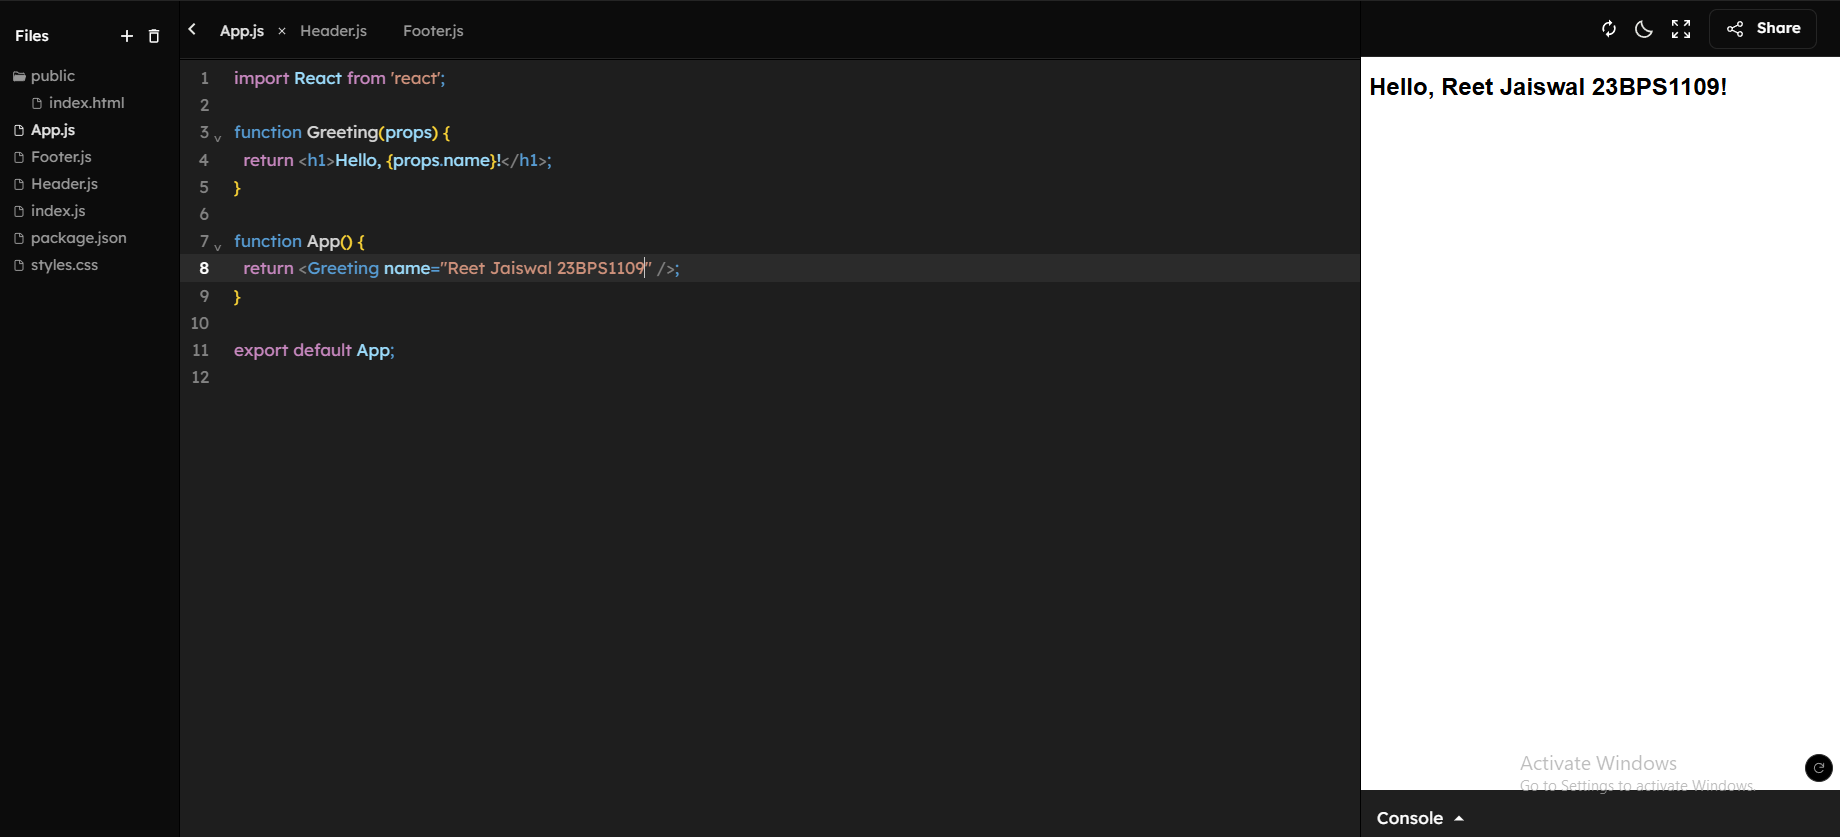 Files
public
index.html
App.js
Footer.js
Header.js
index.js
package.json
styles.css
App.js × Header.js Footer.js
1 import React from 'react';
2
3 function Greeting(props) {
4 return <h1>Hello, {props.name}!</h1>;
5 }
6
7 function App() {
8 return <Greeting name="Reet Jaiswal 23BPS1109" />;
9 }
10
11 export default App;
12
Share
Hello, Reet Jaiswal 23BPS1109!
Activate Windows
Go to Settings to activate Windows.
Console